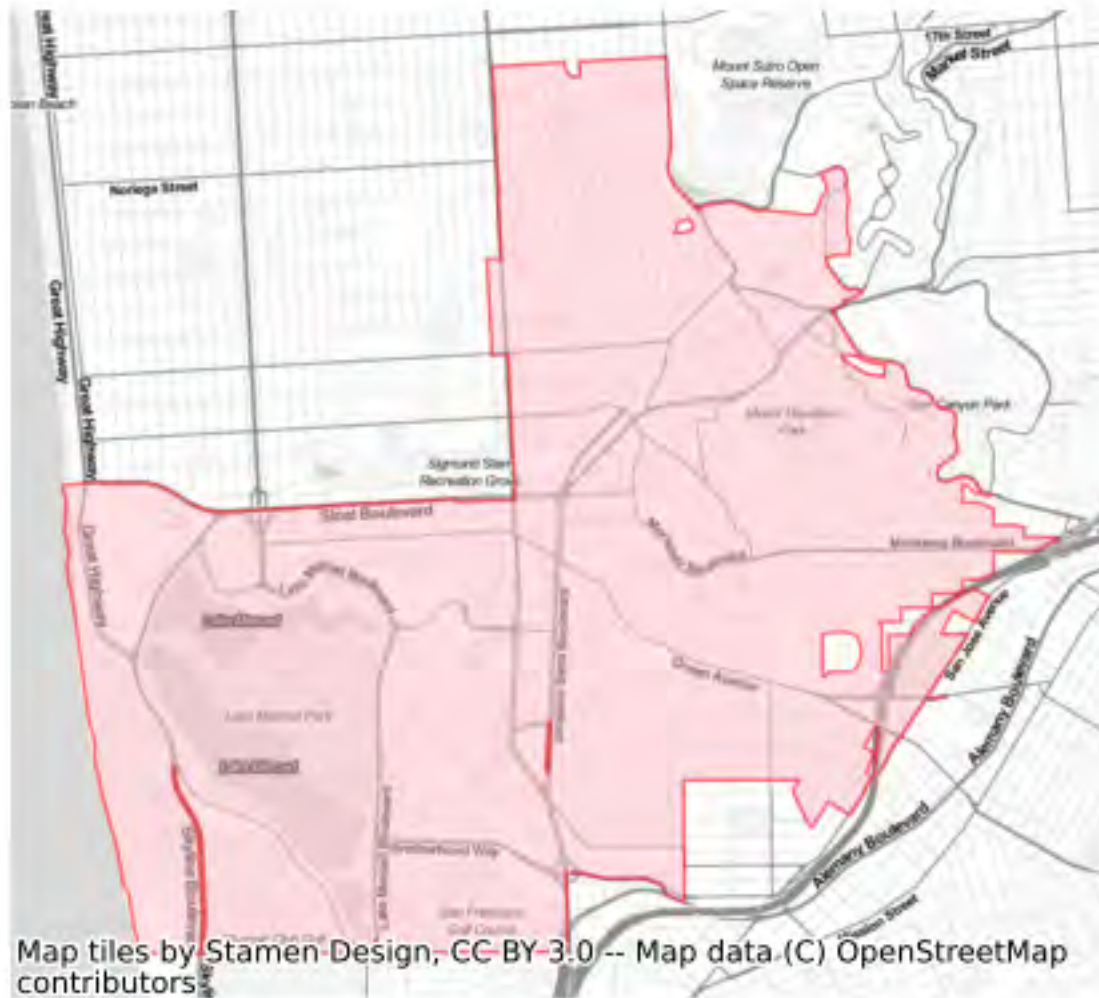 17th Street
Market Street
Mount Sutro Open
Space Reserve
Noriega Street
Great Highway
Great Highway
Canyon Park
Sigmund Stern
Recreation Grove
Sloat Boulevard
Great Highway
Monterey Boulevard
Monterey Boulevard
San Jose Avenue
Ocean Avenue
Alemany Boulevard
Lake Merced Park
Brotherhood Way
Alemany Boulevard
Skyline Boulevard
San Francisco
Golf Course
Mission Street
Map tiles by Stamen Design, CC BY 3.0 -- Map data (C) OpenStreetMap
contributors